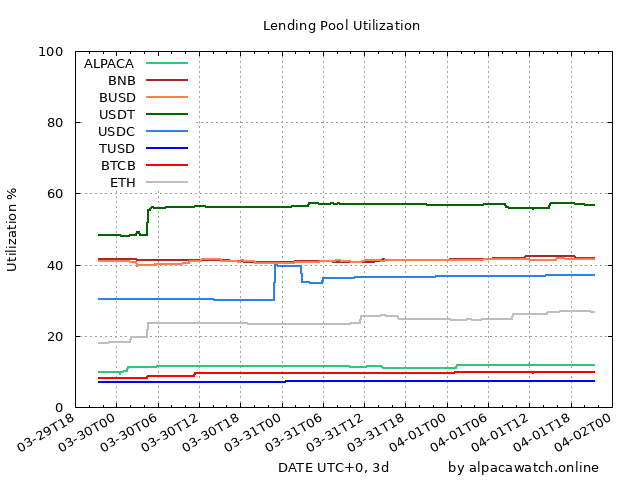 Lending Pool Utilization
100
80
60
40
20
0
Utilization %
ALPACA
BNB
BUSD
USDT
USDC
TUSD
BTCB
ETH
03-29T18
03-30T00
03-30T06
03-30T12
03-30T18
03-31T00
03-31T06
03-31T12
03-31T18
04-01T00
04-01T06
04-01T12
04-01T18
04-02T00
DATE UTC+0, 3d
by alpacawatch.online